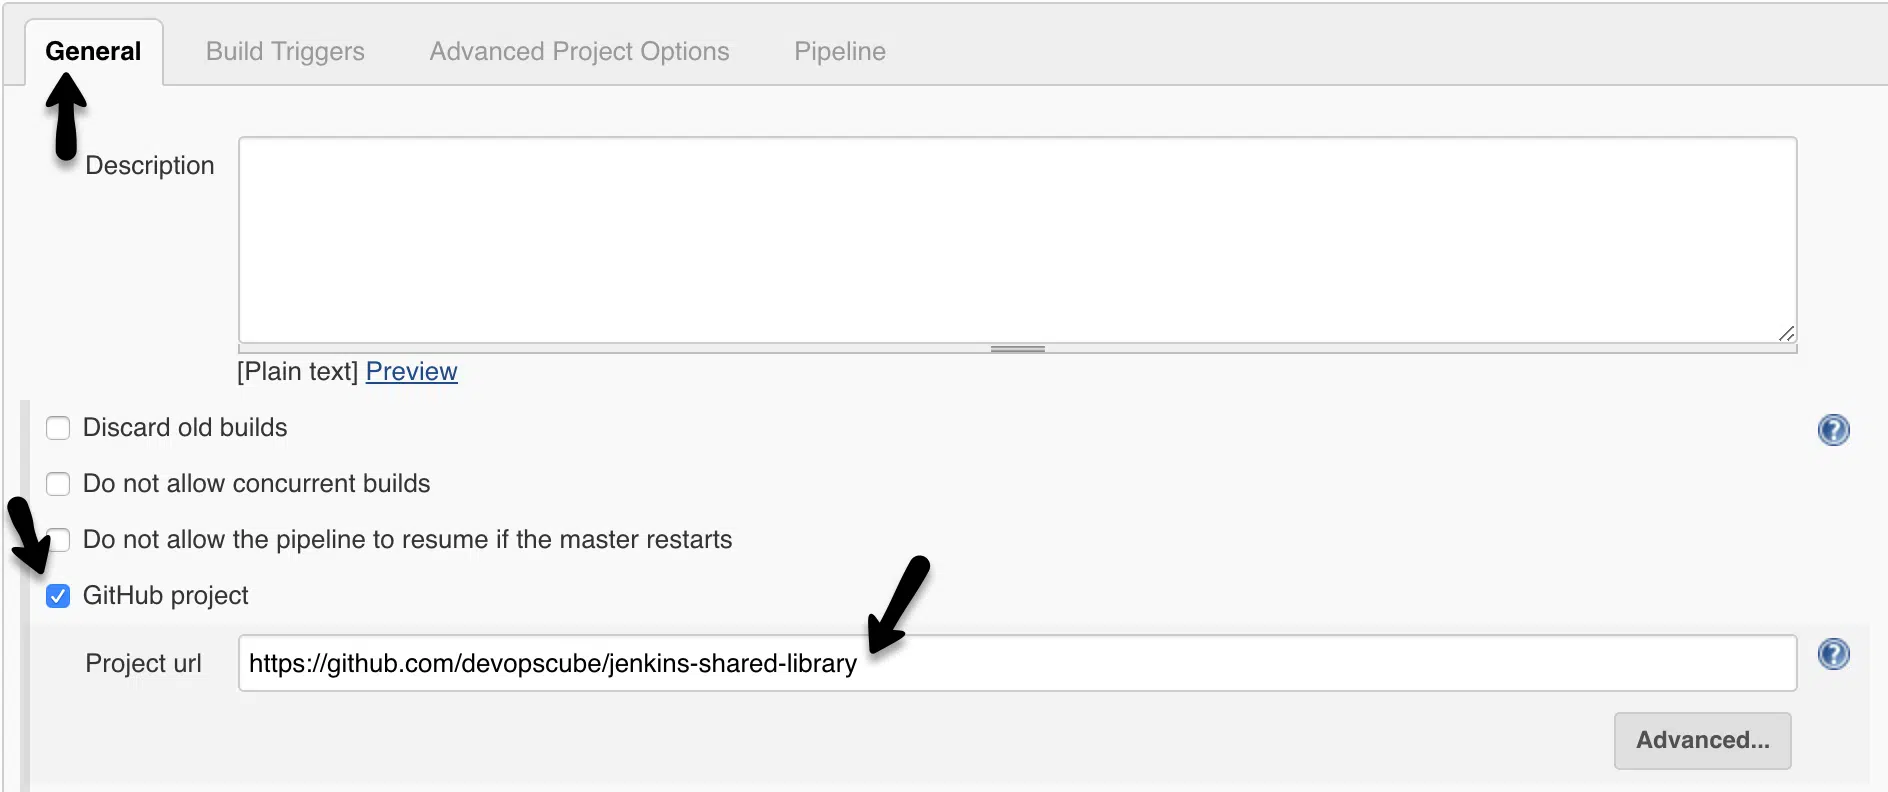 General Build Triggers Advanced Project Options Pipeline
Description
[Plain text] Preview
Discard old builds
?
Do not allow concurrent builds
Do not allow the pipeline to resume if the master restarts
GitHub project
Project url https://github.com/devopscube/jenkins-shared-library
?
Advanced...